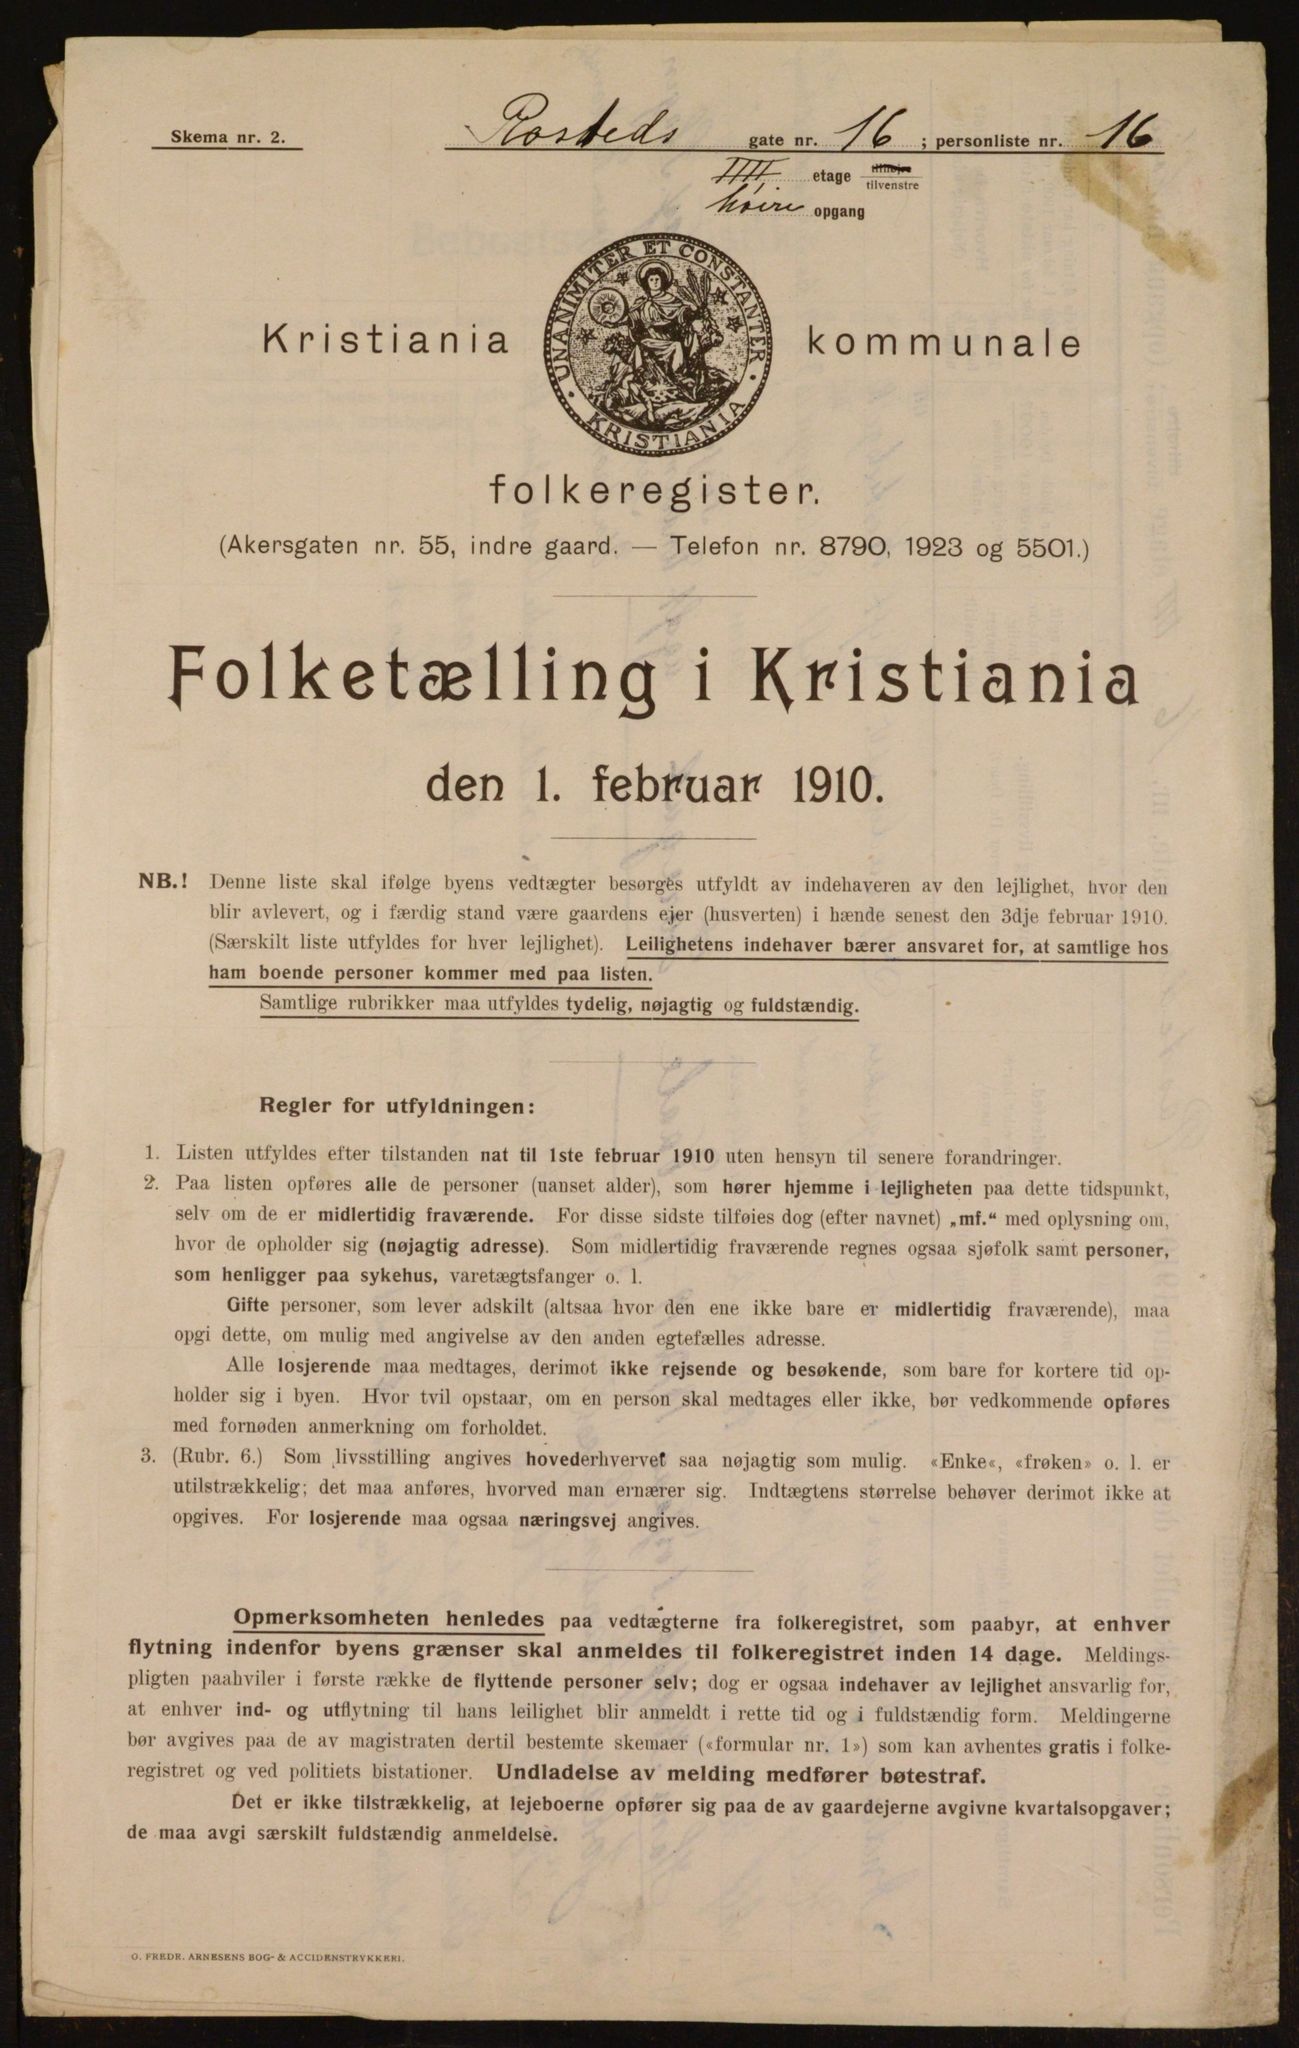 Skema nr. 2.
Rosteds gate nr. 16 ; personliste nr. 16
IIII etage tilhøjre tilvenstre
høire opgang
UNANIMITER ET CONSTANTER
KRISTIANIA
Kristiania kommunale
folkeregister.
(Akersgaten nr. 55, indre gaard. — Telefon nr. 8790, 1923 og 5501.)
Folketælling i Kristiania
den 1. februar 1910.
NB.! Denne liste skal ifølge byens vedtægter besørges utfyldt av indehaveren av den lejlighet, hvor den
blir avlevert, og i færdig stand være gaardens ejer (husverten) i hænde senest den 3dje februar 1910.
(Særskilt liste utfyldes for hver lejlighet). Leilighetens indehaver bærer ansvaret for, at samtlige hos
ham boende personer kommer med paa listen.
Samtlige rubrikker maa utfyldes tydelig, nøjagtig og fuldstændig.
Regler for utfyldningen:
1. Listen utfyldes efter tilstanden nat til 1ste februar 1910 uten hensyn til senere forandringer.
2. Paa listen opføres alle de personer (uanset alder), som hører hjemme i lejligheten paa dette tidspunkt,
selv om de er midlertidig fraværende. For disse sidste tilføies dog (efter navnet) „mf.“ med oplysning om,
hvor de opholder sig (nøjagtig adresse). Som midlertidig fraværende regnes ogsaa sjøfolk samt personer,
som henligger paa sykehus, varetægtsfanger o. l.
Gifte personer, som lever adskilt (altsaa hvor den ene ikke bare er midlertidig fraværende), maa
opgi dette, om mulig med angivelse av den anden egtefælles adresse.
Alle losjerende maa medtages, derimot ikke rejsende og besøkende, som bare for kortere tid op-
holder sig i byen. Hvor tvil opstaar, om en person skal medtages eller ikke, bør vedkommende opføres
med fornøden anmerkning om forholdet.
3. (Rubr. 6.) Som livsstilling angives hovederhvervet saa nøjagtig som mulig. «Enke«, «frøken» o. l. er
utilstrækkelig; det maa anføres, hvorved man ernærer sig. Indtægtens størrelse behøver derimot ikke at
opgives. For losjerende maa ogsaa næringsvej angives.
Opmerksomheten henledes paa vedtægterne fra folkeregistret, som paabyr, at enhver
flytning indenfor byens grænser skal anmeldes til folkeregistret inden 14 dage. Meldings-
pligten paahviler i første række de flyttende personer selv; dog er ogsaa indehaver av lejlighet ansvarlig for,
at enhver ind- og utflytning til hans leilighet blir anmeldt i rette tid og i fuldstændig form. Meldingerne
bør avgives paa de av magistraten dertil bestemte skemaer («formular nr. 1») som kan avhentes gratis i folke-
registret og ved politiets bistationer. Undladelse av melding medfører bøtestraf.
Det er ikke tilstrækkelig, at lejeboerne opfører sig paa de av gaardejerne avgivne kvartalsopgaver;
de maa avgi særskilt fuldstændig anmeldelse.
O. FREDR. ARNESENS BOG- & ACCIDENSTRYKKERI.